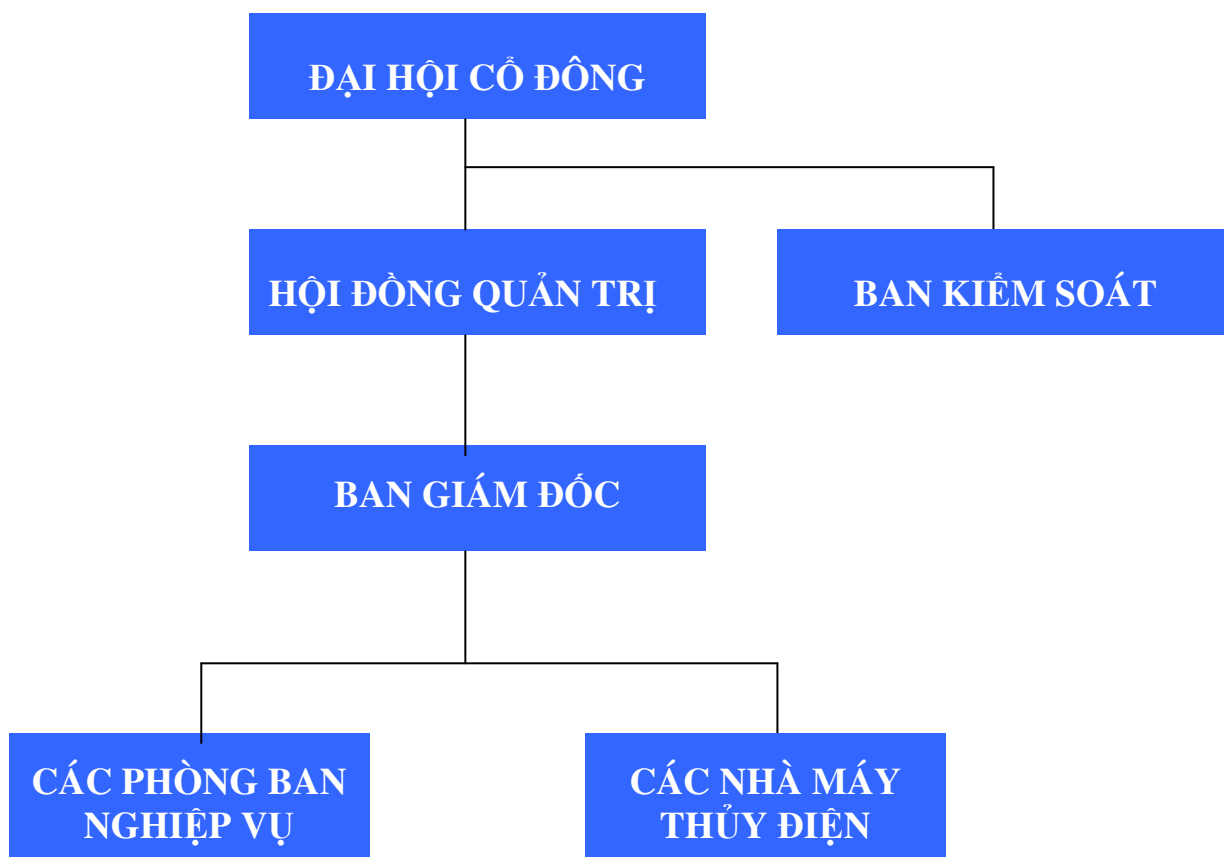 ĐẠI HỘI CỔ ĐÔNG
HỘI ĐỒNG QUẢN TRỊ
BAN KIỂM SOÁT
BAN GIÁM ĐỐC
CÁC PHÒNG BAN
NGHIỆP VỤ
CÁC NHÀ MÁY
THỦY ĐIỆN